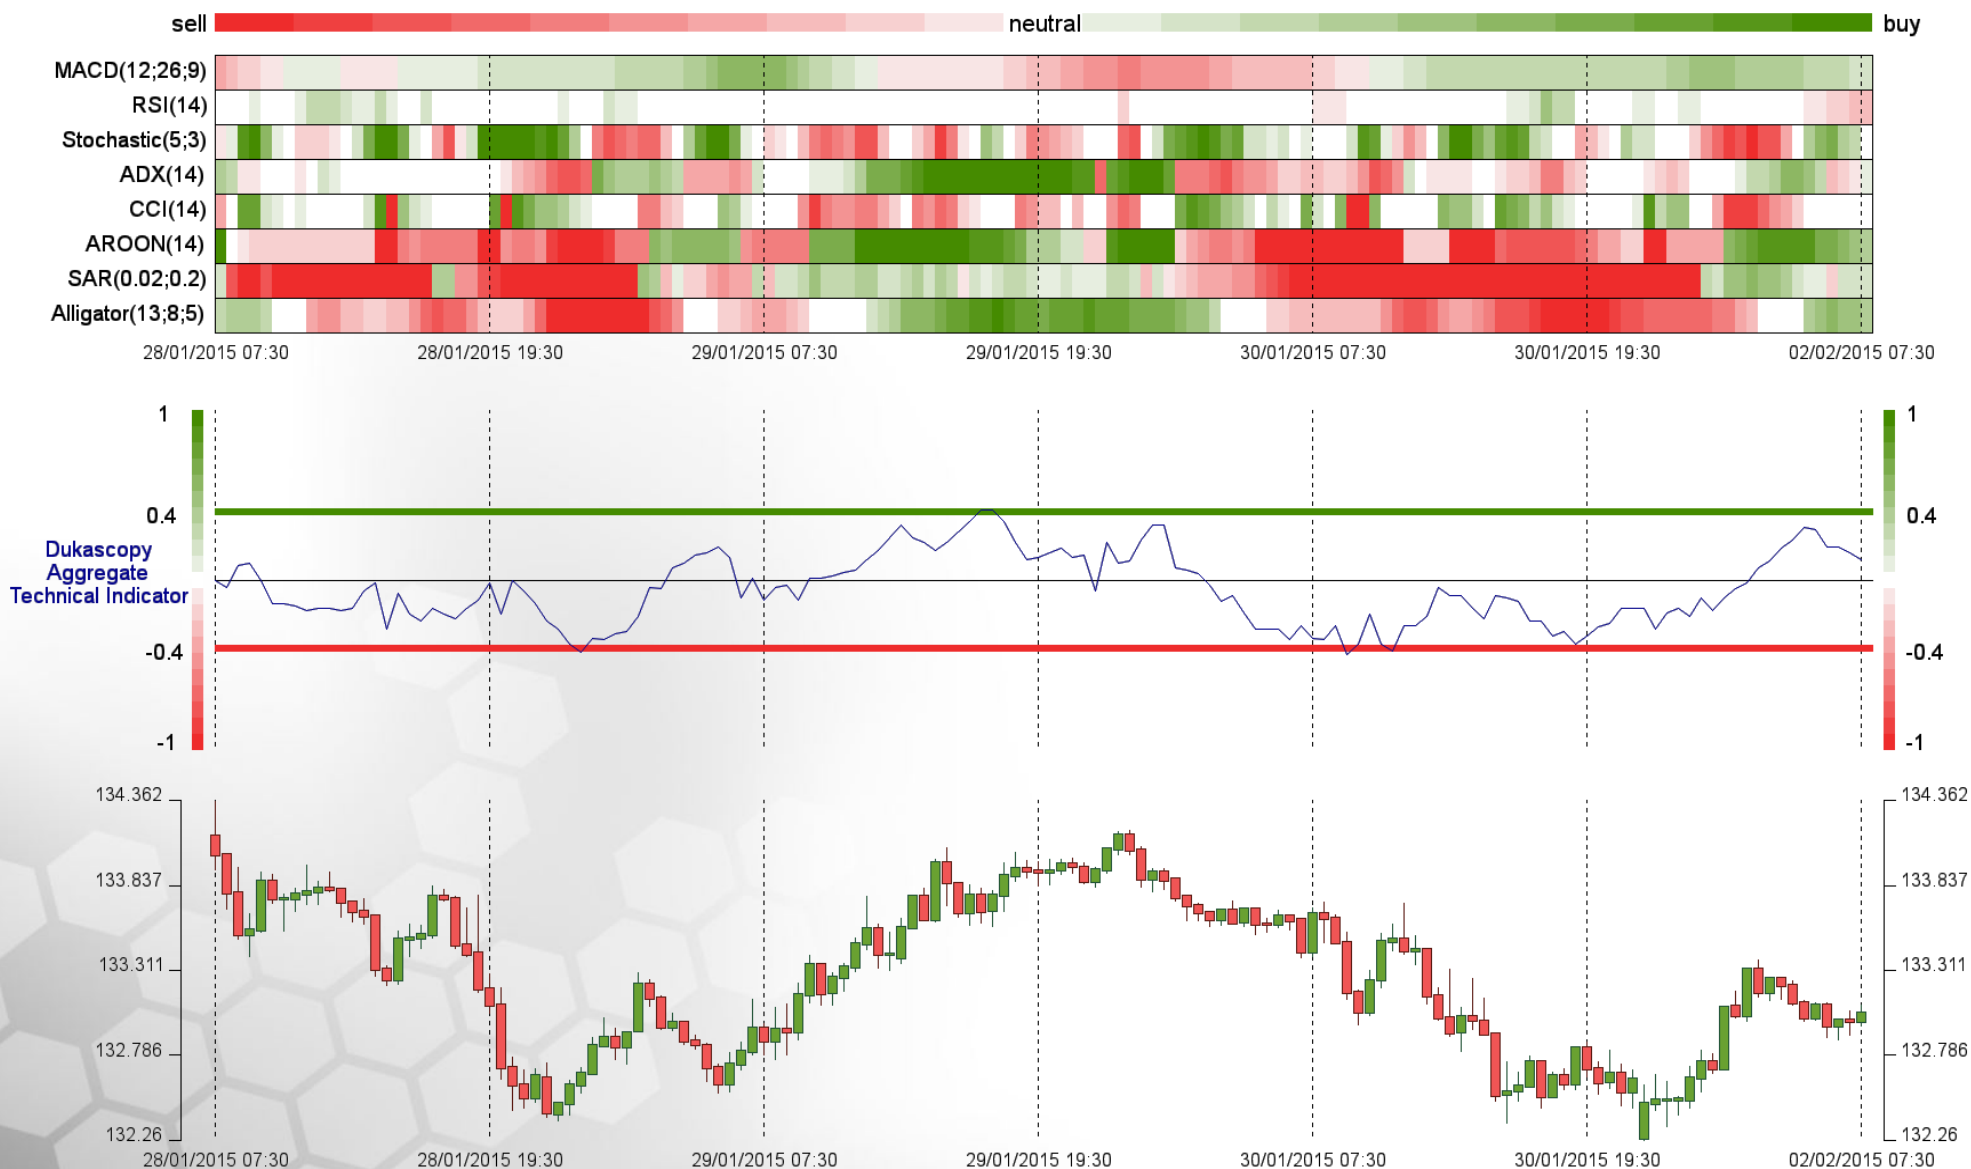 sell neutral buy
MACD(12;26;9)
RSI(14)
Stochastic(5;3)
ADX(14)
CCI(14)
AROON(14)
SAR(0.02;0.2)
Alligator(13;8;5)
28/01/2015 07:30 28/01/2015 19:30 29/01/2015 07:30 29/01/2015 19:30 30/01/2015 07:30 30/01/2015 19:30 02/02/2015 07:30
1 1
0.4 0.4
Dukascopy
Aggregate
Technical Indicator
-0.4 -0.4
-1 -1
134.362 134.362
133.837 133.837
133.311 133.311
132.786 132.786
132.26 132.26
28/01/2015 07:30 28/01/2015 19:30 29/01/2015 07:30 29/01/2015 19:30 30/01/2015 07:30 30/01/2015 19:30 02/02/2015 07:30